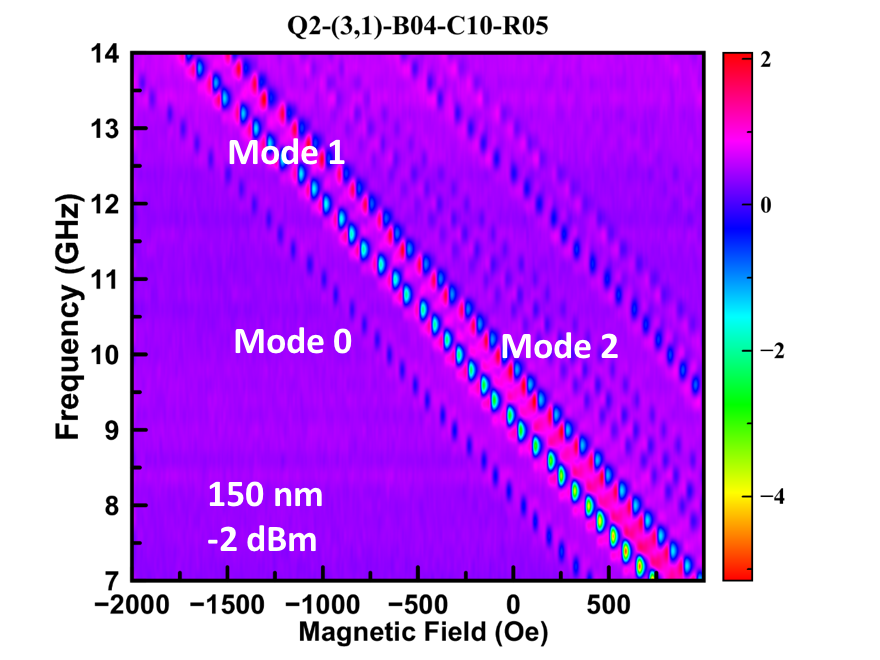 Q2-(3,1)-B04-C10-R05
14
13
12
11
10
9
8
7
Frequency (GHz)
Mode 1
Mode 0
Mode 2
150 nm
-2 dBm
−2000 −1500 −1000 −500 0 500
Magnetic Field (Oe)
2
0
−2
−4